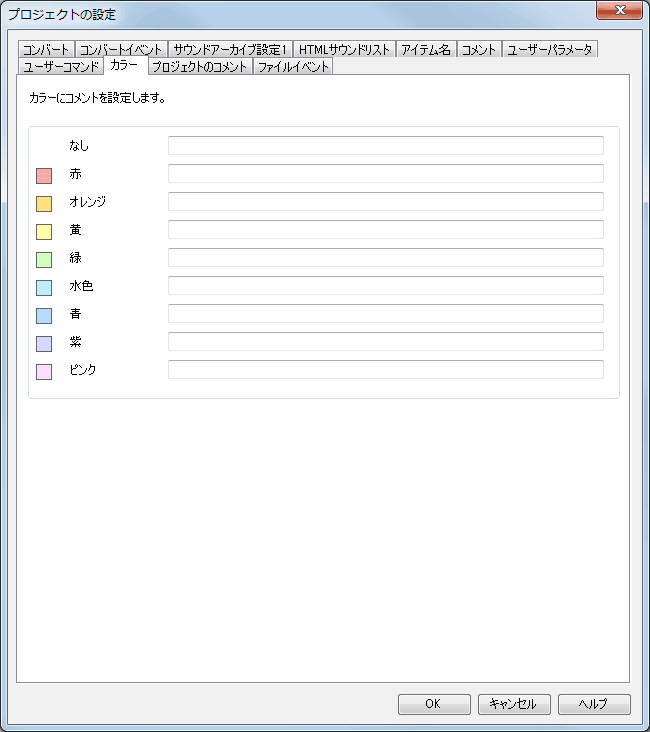 プロジェクトの設定
コンバート コンバートイベント サウンドアーカイブ設定1 HTMLサウンドリスト アイテム名 コメント ユーザーパラメータ
ユーザーコマンド カラー プロジェクトのコメント ファイルイベント
カラーにコメントを設定します。
なし
赤
オレンジ
黄
緑
水色
青
紫
ピンク
OK キャンセル ヘルプ